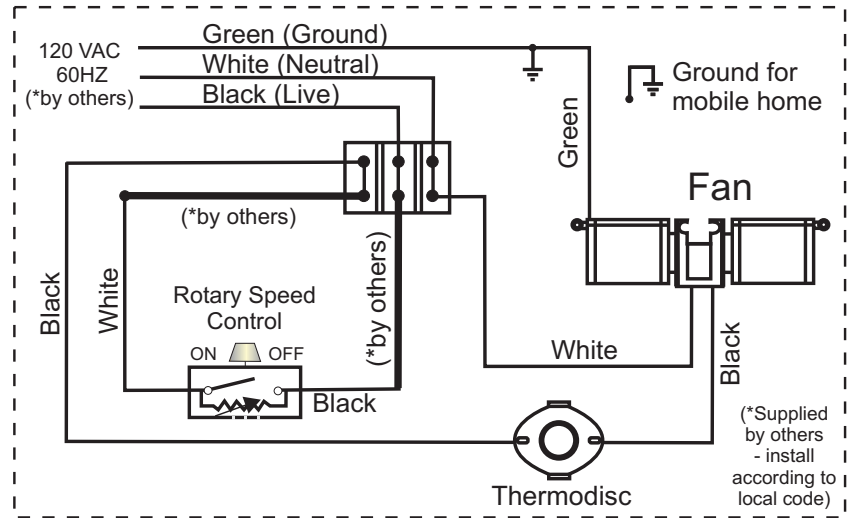 120 VAC
60HZ
(*by others)
Green (Ground)
White (Neutral)
Black (Live)
Ground for
mobile home
Green
Fan
(*by others)
Black
White
Rotary Speed
Control
ON
OFF
(*by others)
Black
White
Black
Thermodisc
(*Supplied
by others
- install
according to
local code)